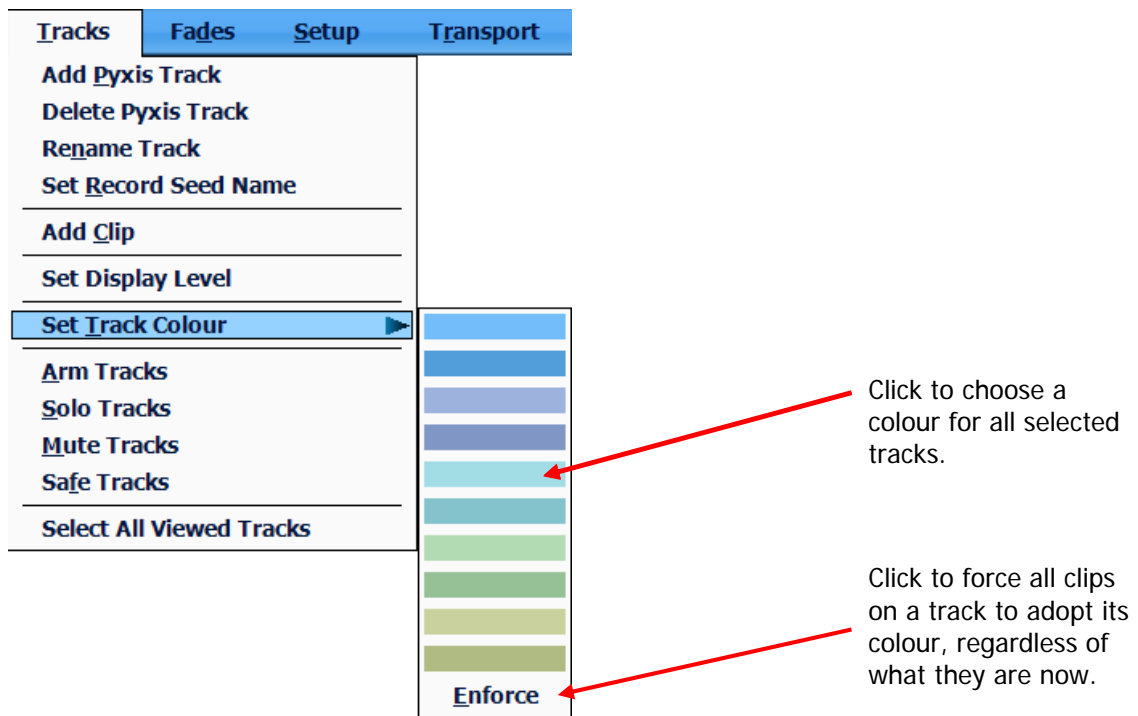 Tracks Fades Setup Transport
Add Pyxis Track
Delete Pyxis Track
Rename Track
Set Record Seed Name
Add Clip
Set Display Level
Set Track Colour
Arm Tracks
Solo Tracks
Mute Tracks
Safe Tracks
Select All Viewed Tracks
Enforce
Click to choose a
colour for all selected
tracks.
Click to force all clips
on a track to adopt its
colour, regardless of
what they are now.